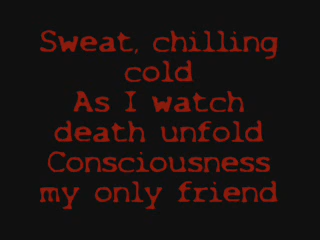 Sweat, chilling
cold
As I watch
death unfold
Consciousness
my only friend